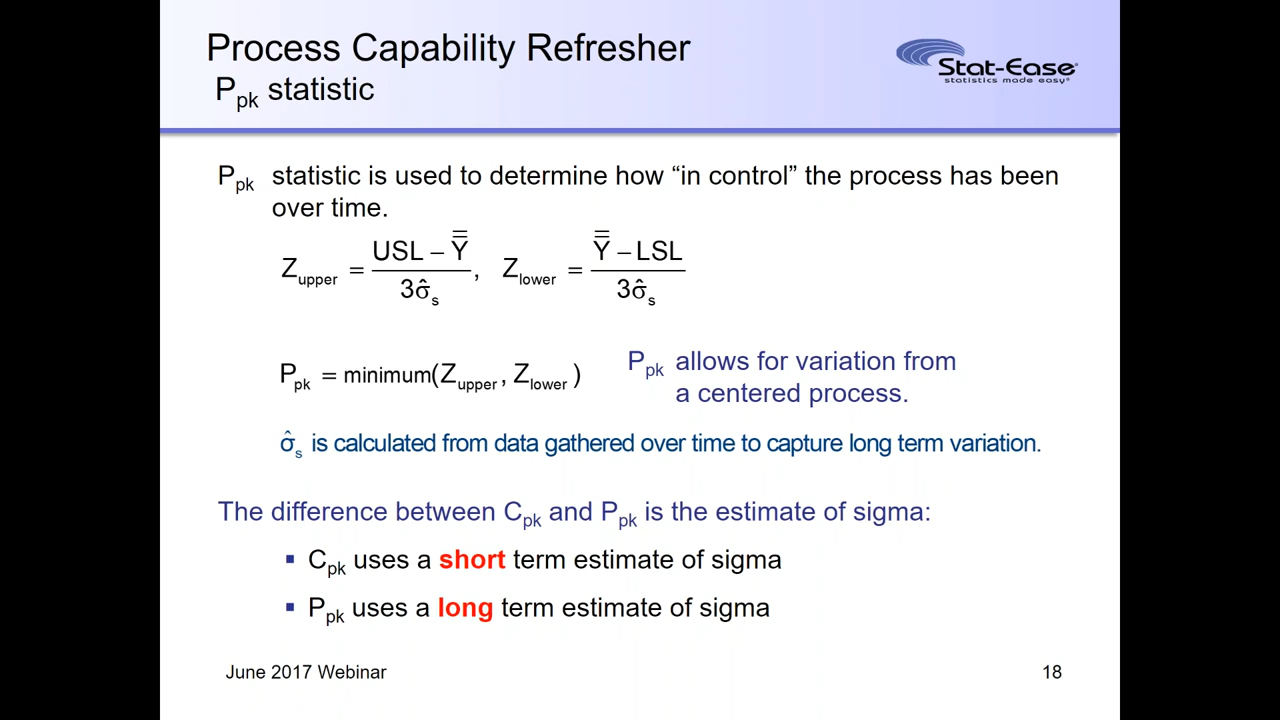 Process Capability Refresher
Ppk statistic
Stat-Ease
statistics made easy®
Ppk statistic is used to determine how “in control” the process has been
over time.
Zupper = (USL − Y̿) / 3σ̂s , Zlower = (Y̿ − LSL) / 3σ̂s
Ppk = minimum(Zupper , Zlower )
Ppk allows for variation from
a centered process.
σ̂s is calculated from data gathered over time to capture long term variation.
The difference between Cpk and Ppk is the estimate of sigma:
▪ Cpk uses a short term estimate of sigma
▪ Ppk uses a long term estimate of sigma
June 2017 Webinar
18